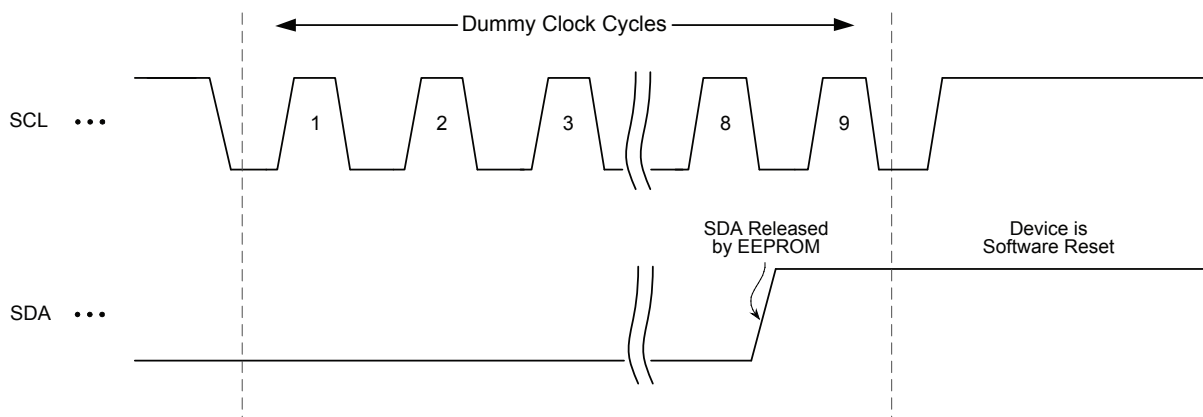 Dummy Clock Cycles
SCL •••
1
2
3
8
9
SDA Released
by EEPROM
Device is
Software Reset
SDA •••